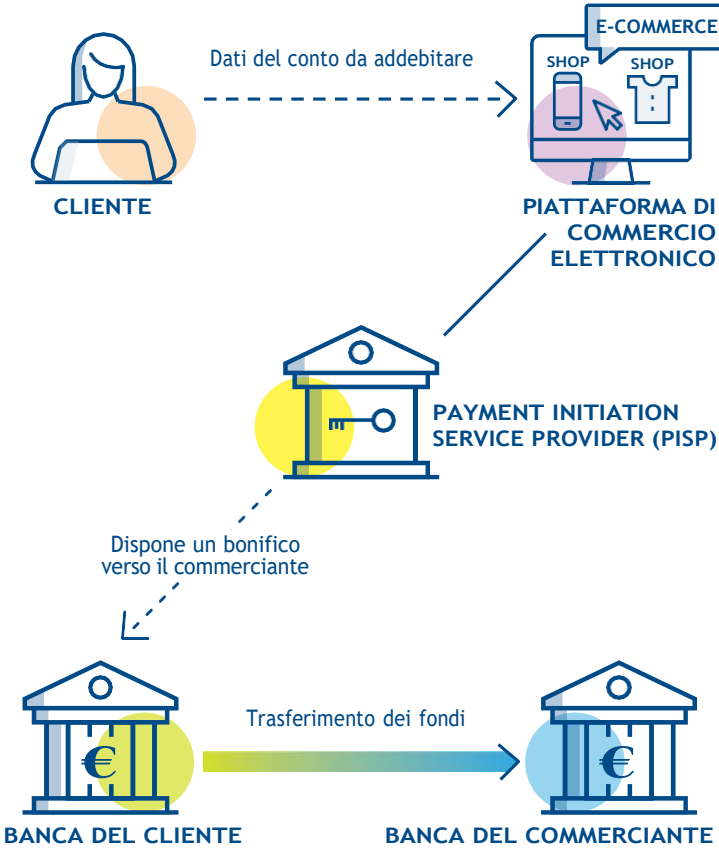 E-COMMERCE
Dati del conto da addebitare
SHOP
SHOP
CLIENTE
PIATTAFORMA DI
COMMERCIO
ELETTRONICO
PAYMENT INITIATION
SERVICE PROVIDER (PISP)
Dispone un bonifico
verso il commerciante
Trasferimento dei fondi
€
€
BANCA DEL CLIENTE
BANCA DEL COMMERCIANTE